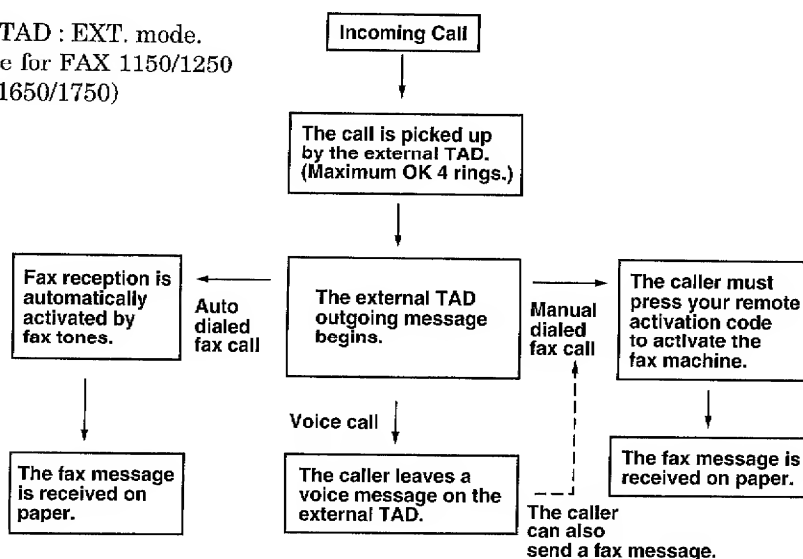 TAD : EXT. mode.
e for FAX 1150/1250
1650/1750)
Incoming Call
The call is picked up
by the external TAD.
(Maximum OK 4 rings.)
Fax reception is
automatically
activated by
fax tones.
Auto
dialed
fax call
The external TAD
outgoing message
begins.
Manual
dialed
fax call
The caller must
press your remote
activation code
to activate the
fax machine.
Voice call
The fax message
is received on
paper.
The caller leaves a
voice message on the
external TAD.
The caller
can also
send a fax message.
The fax message is
received on paper.